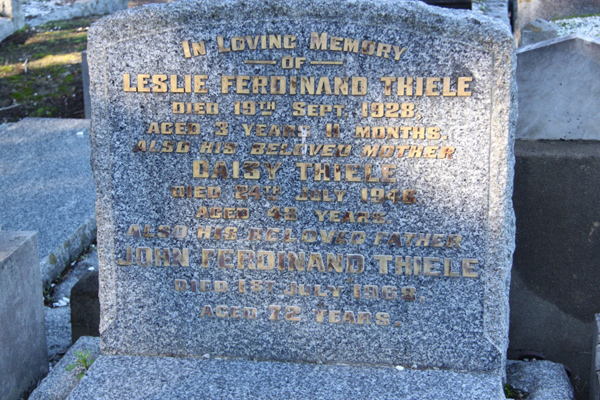 In Loving Memory
OF
LESLIE FERDINAND THIELE
DIED 19TH SEPT. 1928,
AGED 3 YEARS 11 MONTHS.
ALSO HIS BELOVED MOTHER
DAISY THIELE
DIED 24TH JULY
AGED 48 YEARS
ALSO HIS BELOVED FATHER
JOHN FERDINAND THIELE
DIED 1ST JULY 1968.
AGED 72 YEARS.